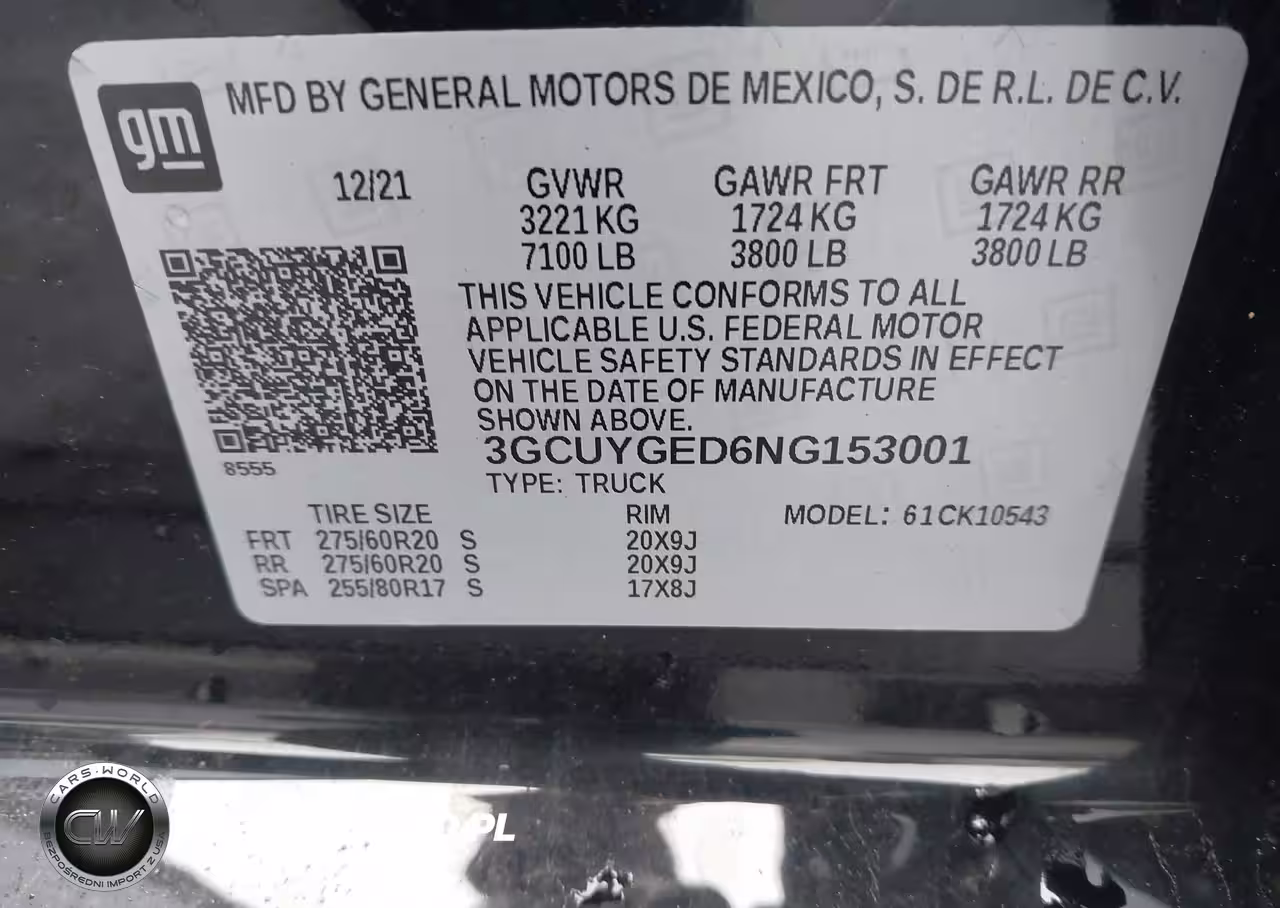 gm
MFD BY GENERAL MOTORS DE MEXICO, S. DE R.L. DE C.V.
12/21 GVWR GAWR FRT GAWR RR
3221 KG 1724 KG 1724 KG
7100 LB 3800 LB 3800 LB
THIS VEHICLE CONFORMS TO ALL
APPLICABLE U.S. FEDERAL MOTOR
VEHICLE SAFETY STANDARDS IN EFFECT
ON THE DATE OF MANUFACTURE
SHOWN ABOVE.
3GCUYGED6NG153001
8555
TYPE: TRUCK
TIRE SIZE RIM MODEL: 61CK10543
FRT 275/60R20 S 20X9J
RR 275/60R20 S 20X9J
SPA 255/80R17 S 17X8J
CARS-WORLD
CW
BEZPOŚREDNI IMPORT Z USA